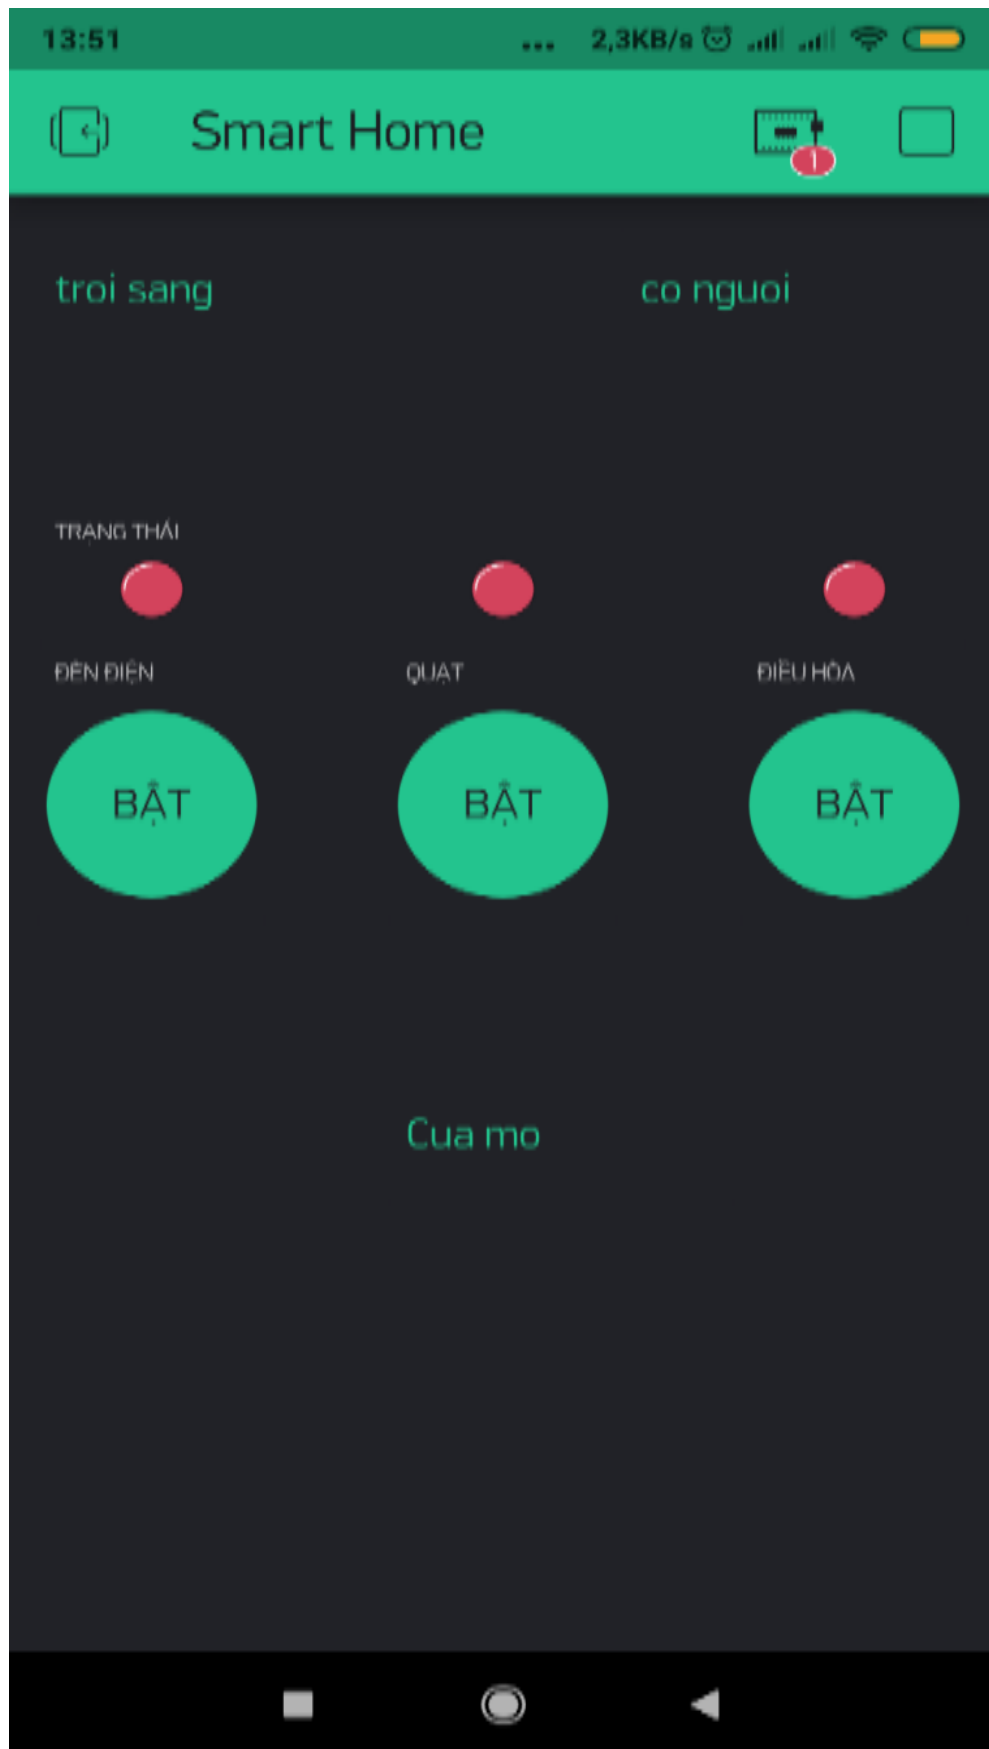 13:51 ... 2,3KB/s
Smart Home
1
troi sang co nguoi
TRẠNG THÁI
ĐÈN ĐIỆN QUẠT ĐIỀU HÒA
BẬT BẬT BẬT
Cua mo